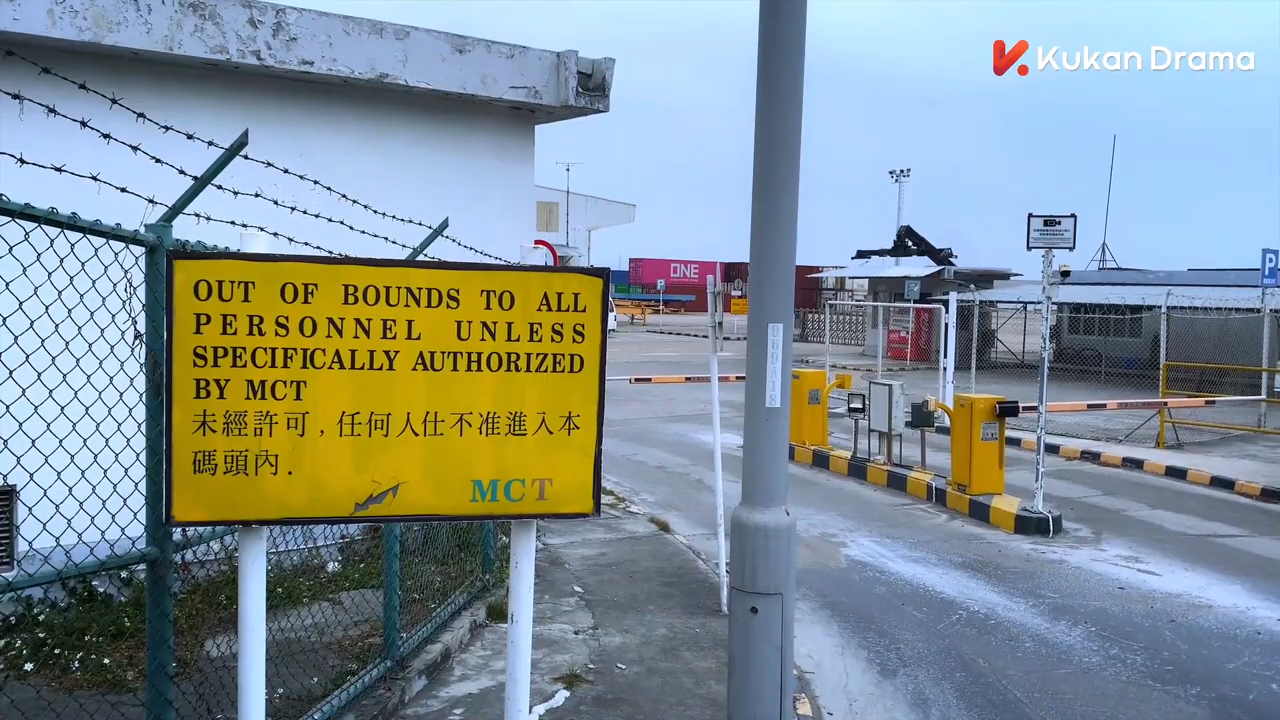 Kukan Drama
OUT OF BOUNDS TO ALL
PERSONNEL UNLESS
SPECIFICALLY AUTHORIZED
BY MCT
未經許可，任何人仕不准進入本
碼頭內.
MCT
ONE
P